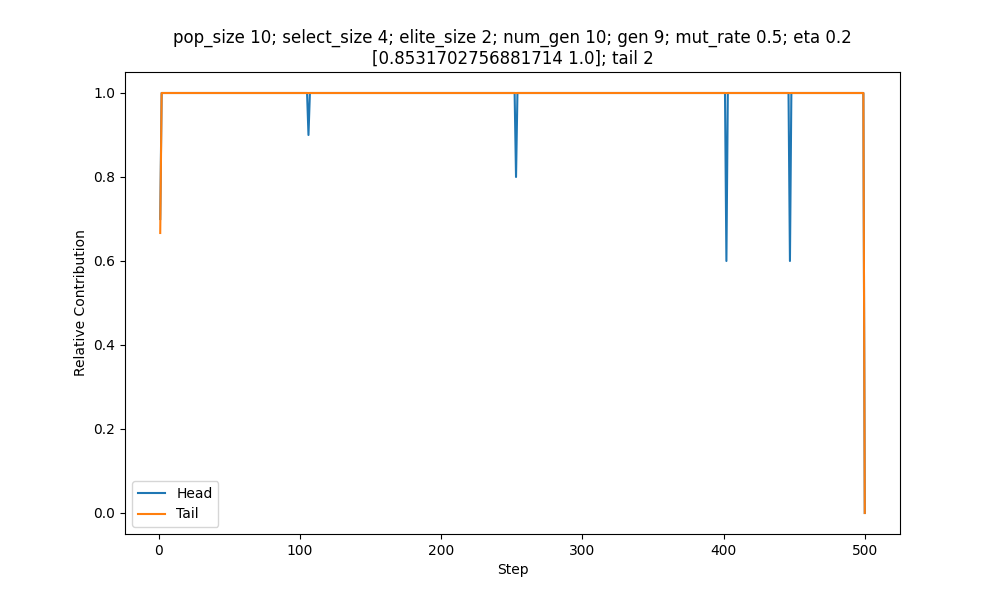 pop_size 10; select_size 4; elite_size 2; num_gen 10; gen 9; mut_rate 0.5; eta 0.2
[0.8531702756881714 1.0]; tail 2
1.0
0.8
0.6
0.4
0.2
0.0
Relative Contribution
Head
Tail
0
100
200
300
400
500
Step